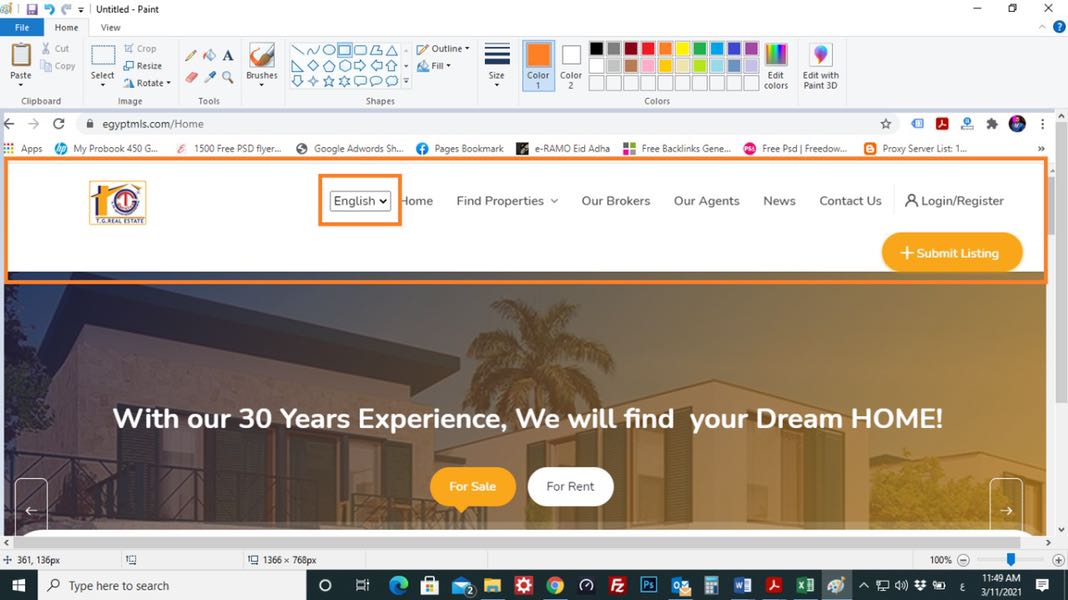 Untitled - Paint
File Home View
Paste
Cut
Copy
Clipboard
Select
Crop
Resize
Rotate
Image
Tools
Brushes
Shapes
Outline
Fill
Size
Color 1
Color 2
Colors
Edit colors
Edit with Paint 3D
egyptmls.com/Home
Apps My Probook 450 G... 1500 Free PSD flyer... Google Adwords Sh... Pages Bookmark e-RAMO Eid Adha Free Backlinks Gene... Free Psd | Freedow... Proxy Server List: 1... »
T.G.REAL ESTATE
English Home Find Properties Our Brokers Our Agents News Contact Us Login/Register
Submit Listing
With our 30 Years Experience, We will find your Dream HOME!
For Sale For Rent
361, 136px 1366 × 768px 100%
Type here to search
2
ع
11:49 AM
3/11/2021